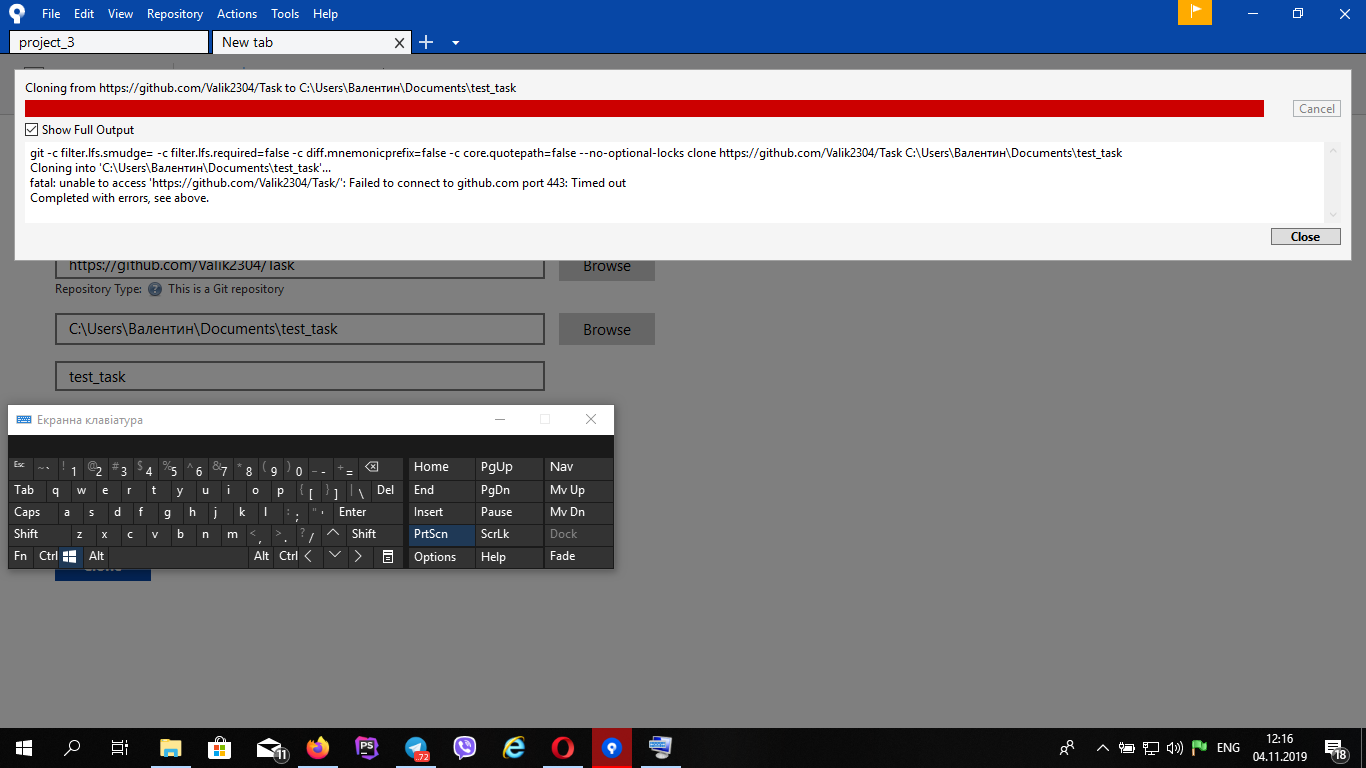 File Edit View Repository Actions Tools Help
project_3 New tab
Cloning from https://github.com/Valik2304/Task to C:\Users\Валентин\Documents\test_task
Cancel
Show Full Output
git -c filter.lfs.smudge= -c filter.lfs.required=false -c diff.mnemonicprefix=false -c core.quotepath=false --no-optional-locks clone https://github.com/Valik2304/Task C:\Users\Валентин\Documents\test_task
Cloning into 'C:\Users\Валентин\Documents\test_task'...
fatal: unable to access 'https://github.com/Valik2304/Task/': Failed to connect to github.com port 443: Timed out
Completed with errors, see above.
Close
https://github.com/Valik2304/Task Browse
Repository Type: ? This is a Git repository
C:\Users\Валентин\Documents\test_task Browse
test_task
Екранна клавіатура
Esc ~ ` ! 1 @ 2 # 3 $ 4 % 5 ^ 6 & 7 * 8 ( 9 ) 0 _ - + = Home PgUp Nav
Tab q w e r t y u i o p { [ } ] | \ Del End PgDn Mv Up
Caps a s d f g h j k l : ; " ' Enter Insert Pause Mv Dn
Shift z x c v b n m < , > . ? / Shift PrtScn ScrLk Dock
Fn Ctrl Alt Alt Ctrl Options Help Fade
11 PS 72 ENG 12:16
04.11.2019 18